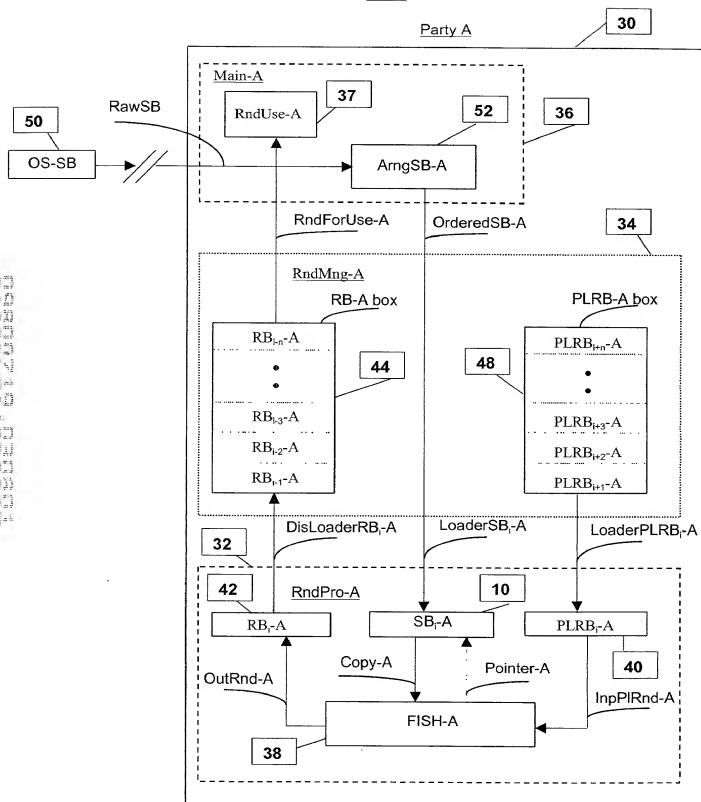 Party A
30
Main-A
RndUse-A
37
RawSB
50
OS-SB
52
ArngSB-A
36
RndForUse-A
OrderedSB-A
34
RndMng-A
RB-A box
PLRB-A box
RBi-n-A
PLRBi+n-A
44
48
RBi-3-A
PLRBi+3-A
RBi-2-A
PLRBi+2-A
RBi-1-A
PLRBi+1-A
DisLoaderRBi-A
LoaderSBi-A
LoaderPLRBi-A
32
RndPro-A
42
10
RBi-A
SBi-A
PLRBi-A
40
Copy-A
Pointer-A
OutRnd-A
InpPlRnd-A
FISH-A
38